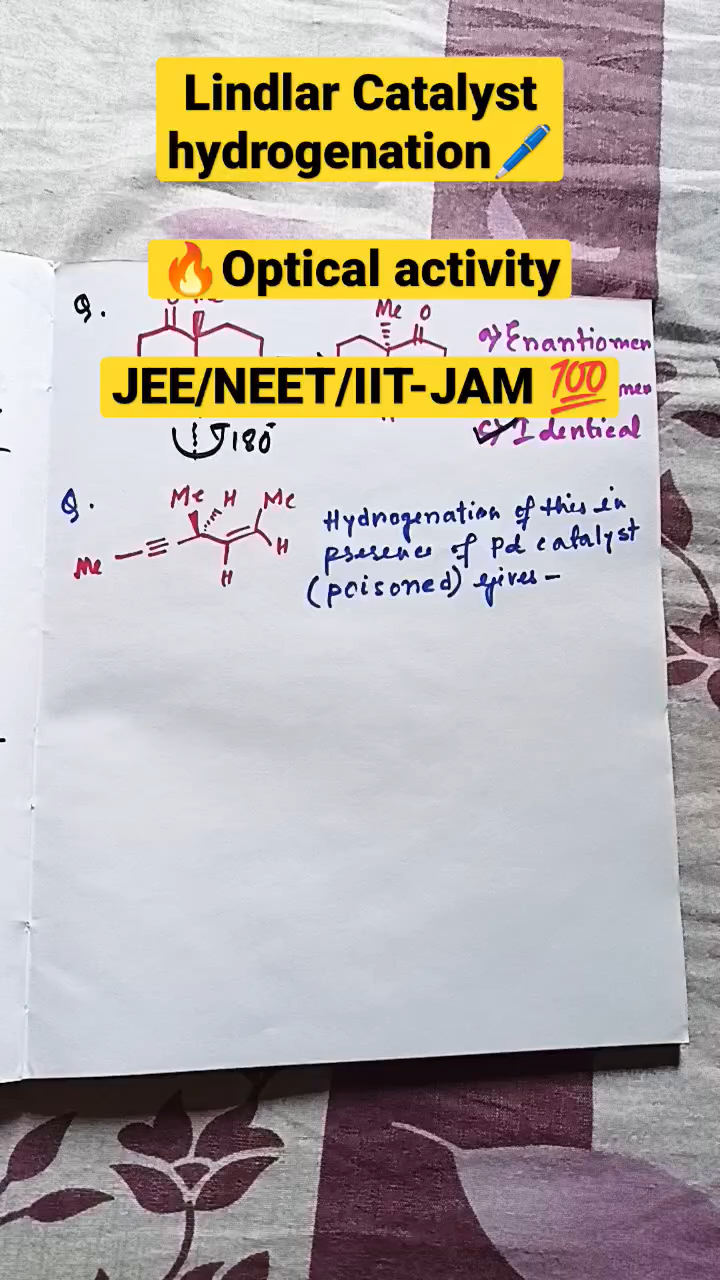 Lindlar Catalyst
hydrogenation🖊️
🔥Optical activity
Q.
Me O
a) Enantiomer
JEE/NEET/IIT-JAM 💯
mer
c) Identical
180°
Q.
Me H Me
Me H
H
Hydrogenation of this in
presence of Pd catalyst
(poisoned) gives –